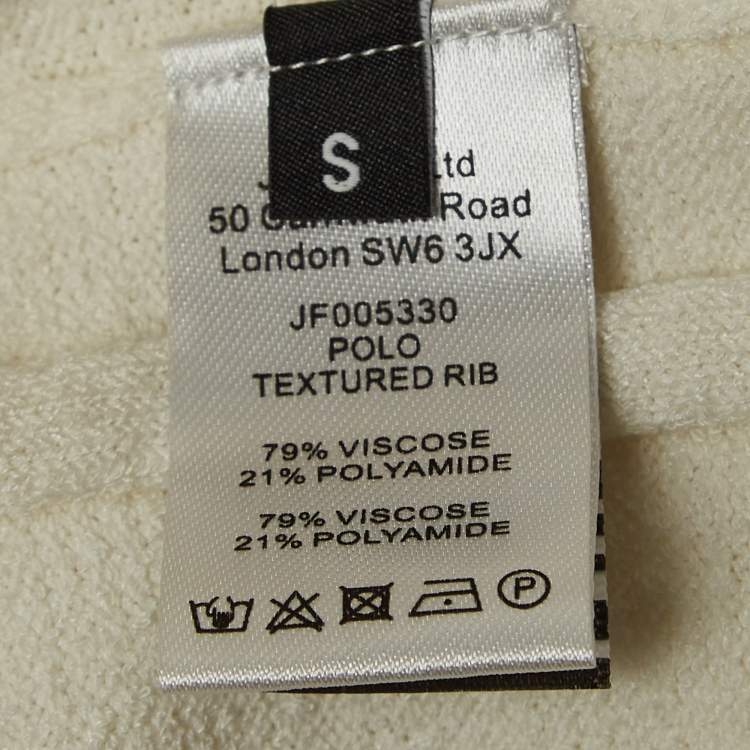 S
Ltd
50 Road
London SW6 3JX
JF005330
POLO
TEXTURED RIB
79% VISCOSE
21% POLYAMIDE
79% VISCOSE
21% POLYAMIDE
P